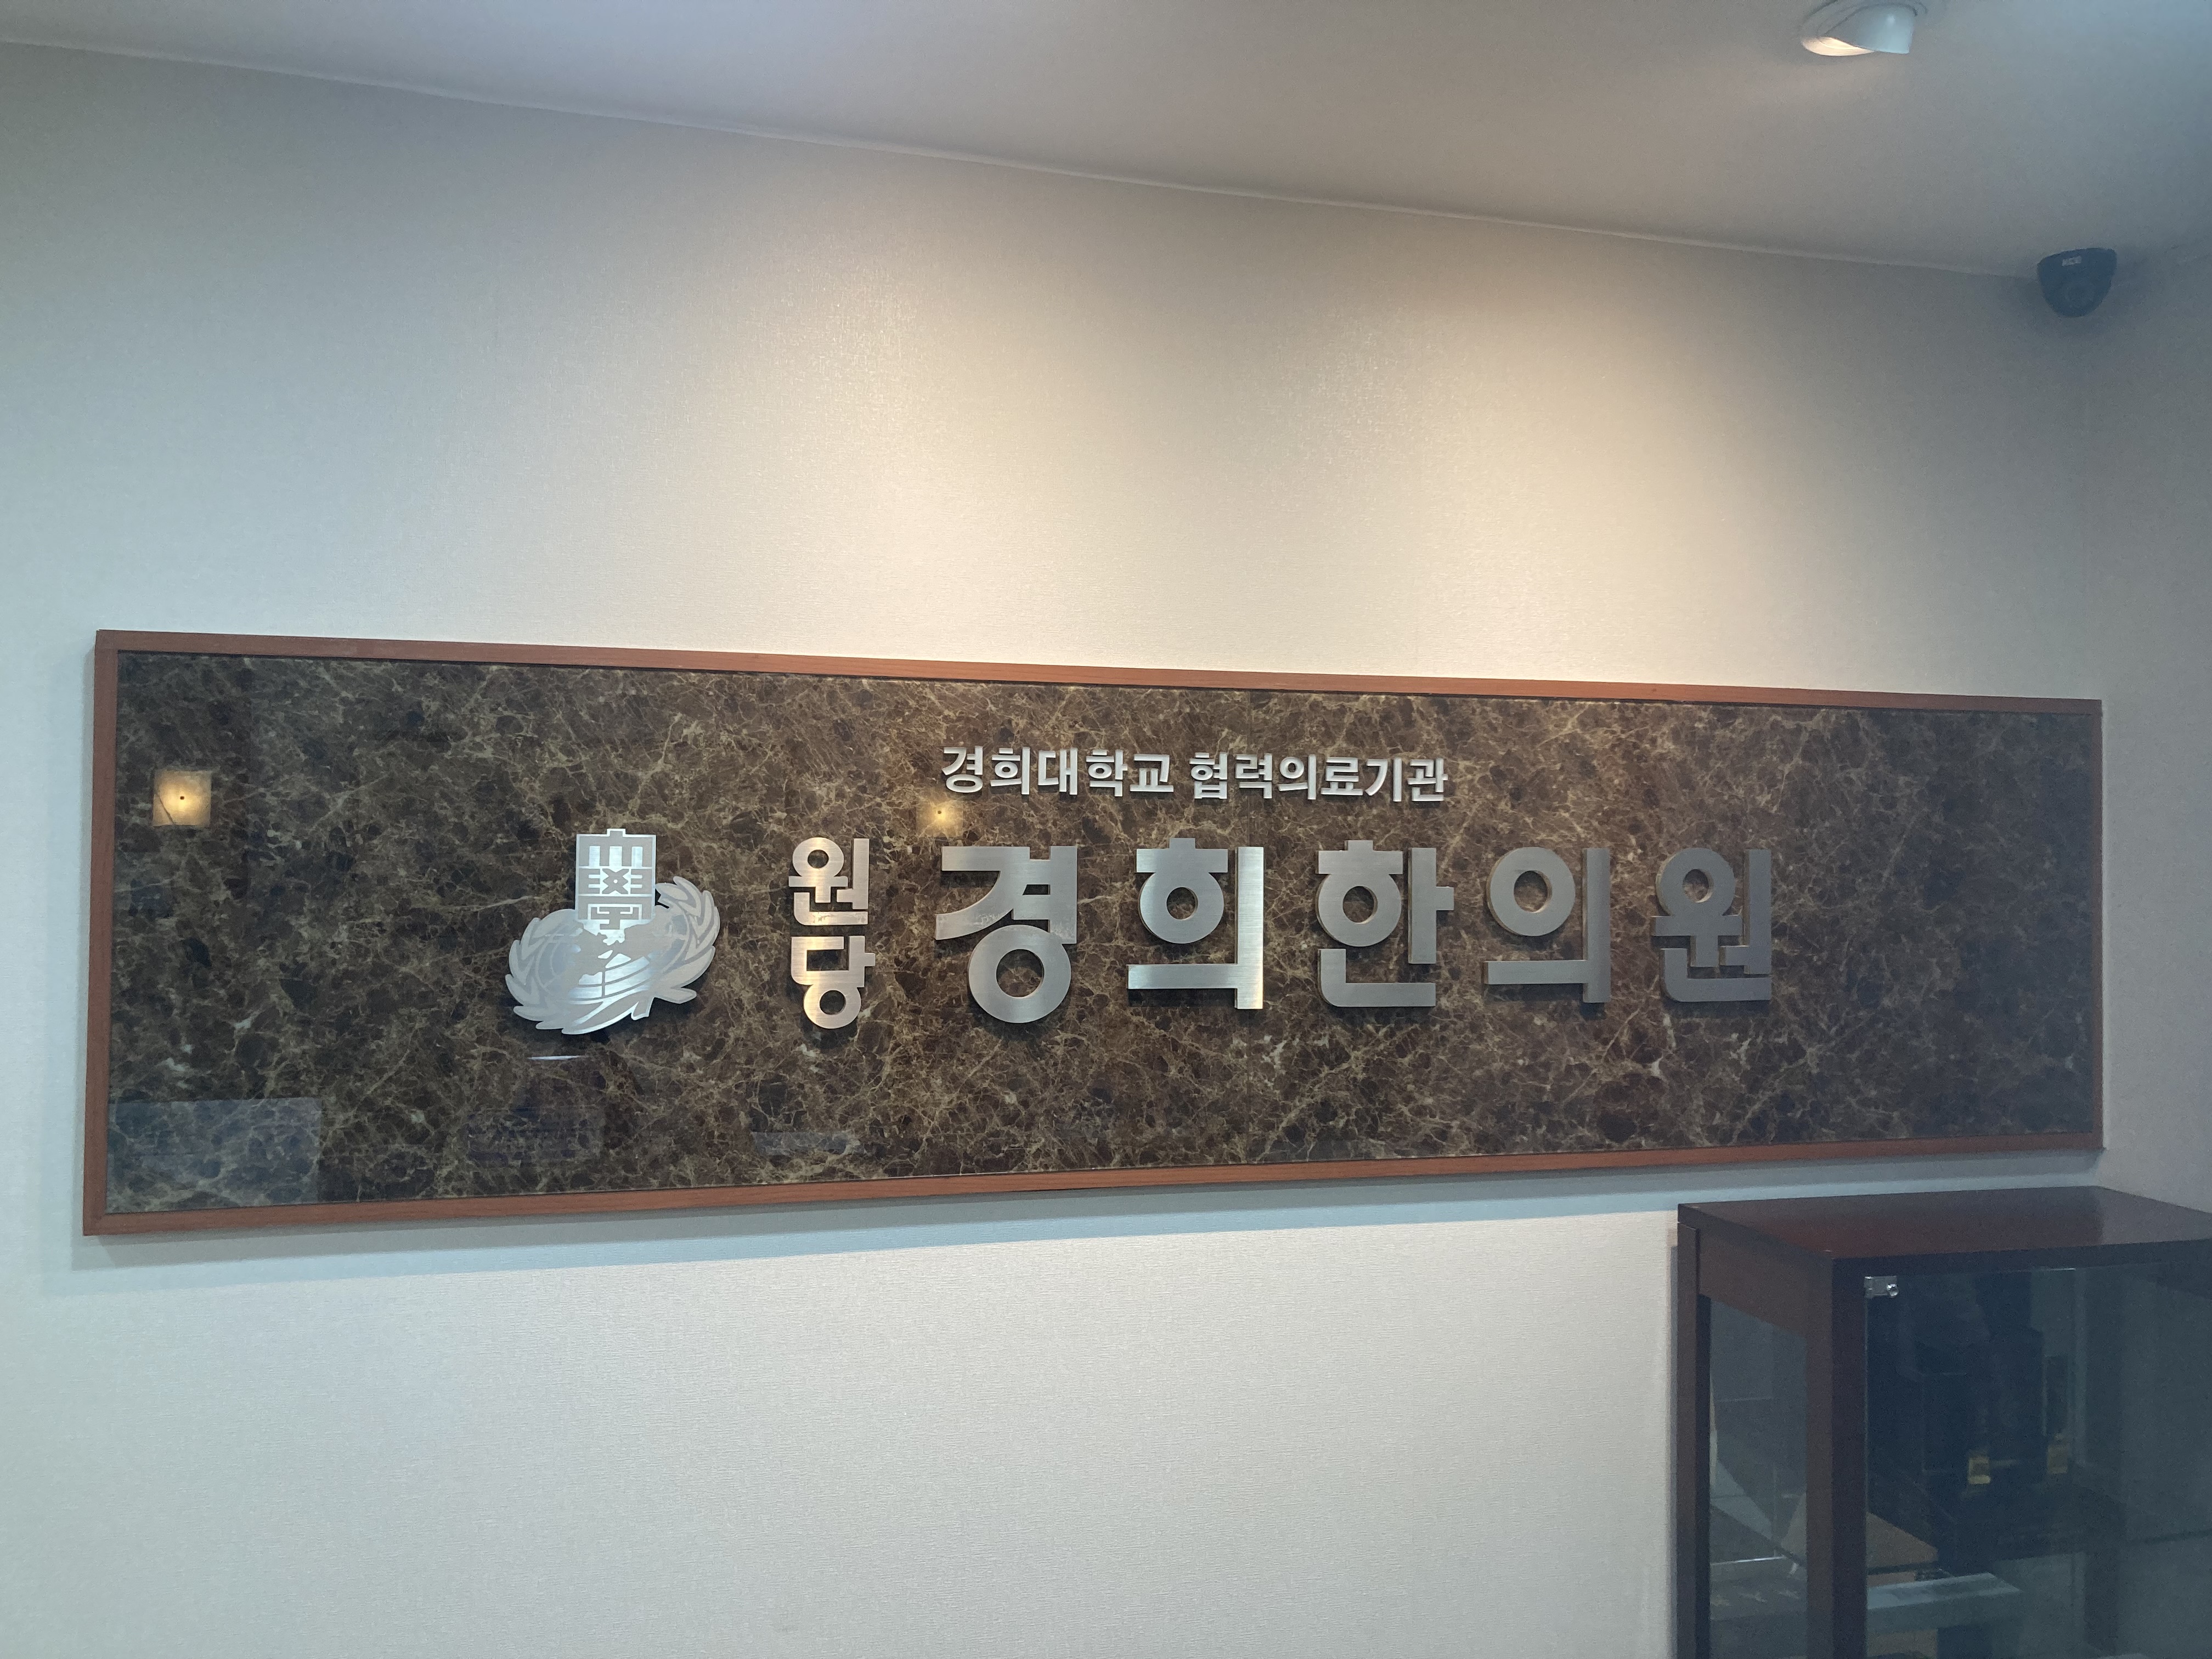 경희대학교 협력의료기관
원당 경희한의원